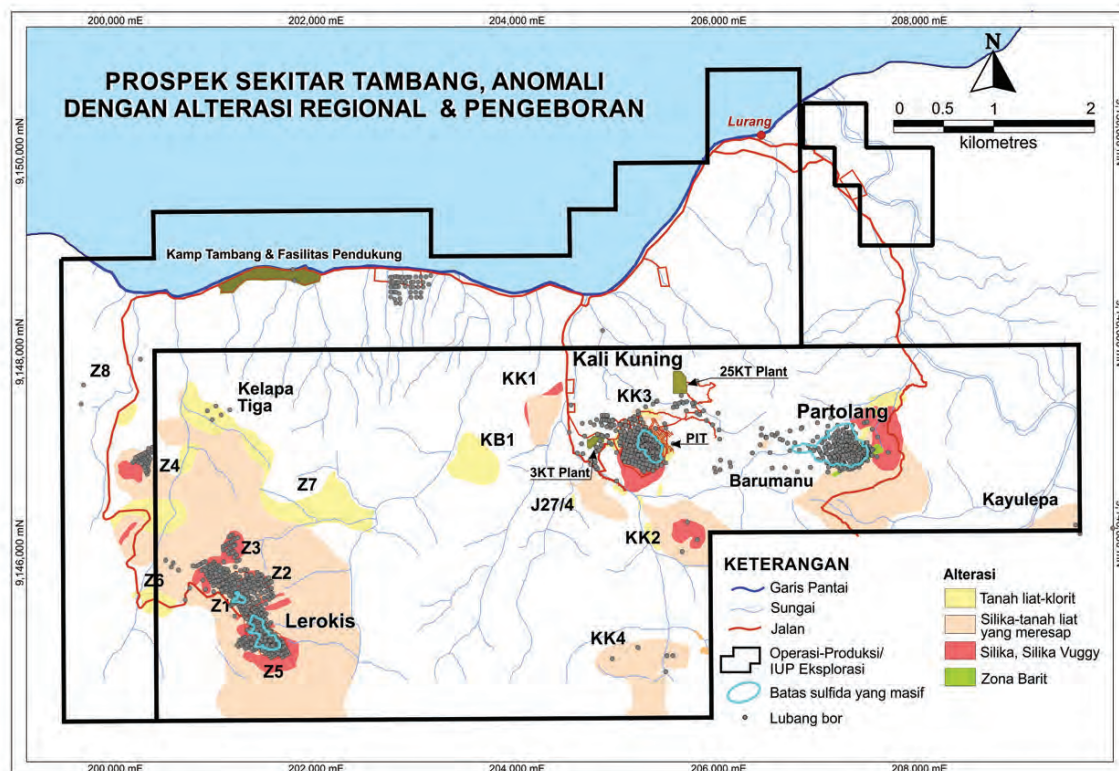 200,000 mE
202,000 mE
204,000 mE
206,000 mE
208,000 mE
PROSPEK SEKITAR TAMBANG, ANOMALI
DENGAN ALTERASI REGIONAL & PENGEBORAN
N
0 0.5 1 2
kilometres
Lurang
9,150,000 mN
Kamp Tambang & Fasilitas Pendukung
9,148,000 mN
Z8
Kelapa
Tiga
KK1
Kali Kuning
25KT Plant
KK3
Partolang
KB1
PIT
Z4
3KT Plant
Z7
Barumanu
J27/4
Kayulepa
KK2
9,146,000 mN
Z3
Z6
Z2
Z1
Lerokis
Z5
KK4
KETERANGAN
Garis Pantai
Sungai
Jalan
Operasi-Produksi/
IUP Eksplorasi
Batas sulfida yang masif
Lubang bor
Alterasi
Tanah liat-klorit
Silika-tanah liat
yang meresap
Silika, Silika Vuggy
Zona Barit
200,000 mE
202,000 mE
204,000 mE
206,000 mE
208,000 mE